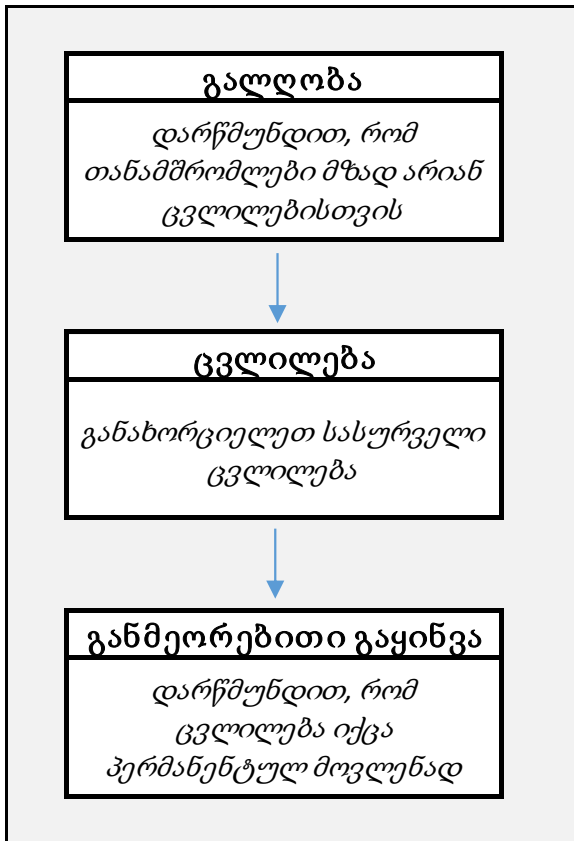 გალღობა
დარწმუნდით, რომ
თანამშრომლები მზად არიან
ცვლილებისთვის
ცვლილება
განახორციელეთ სასურველი
ცვლილება
განმეორებითი გაყინვა
დარწმუნდით, რომ
ცვლილება იქცა
პერმანენტულ მოვლენად